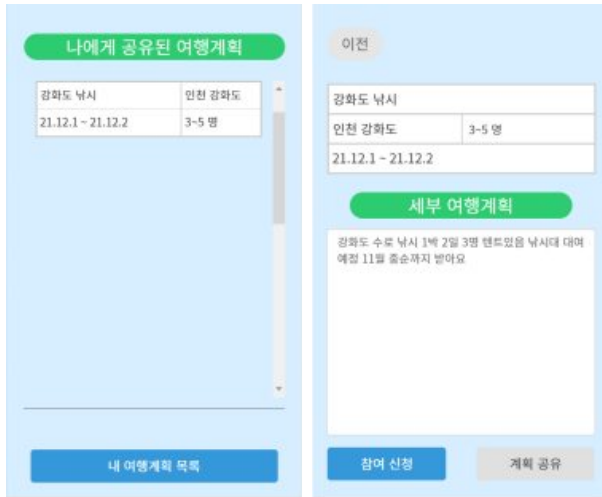 나에게 공유된 여행계획
강화도 낚시 인천 강화도
21.12.1 ~ 21.12.2 3~5 명
내 여행계획 목록
이전
강화도 낚시
인천 강화도 3~5 명
21.12.1 ~ 21.12.2
세부 여행계획
강화도 수로 낚시 1박 2일 3명 텐트있음 낚시대 대여
예정 11월 중순까지 받아요
참여 신청 계획 공유